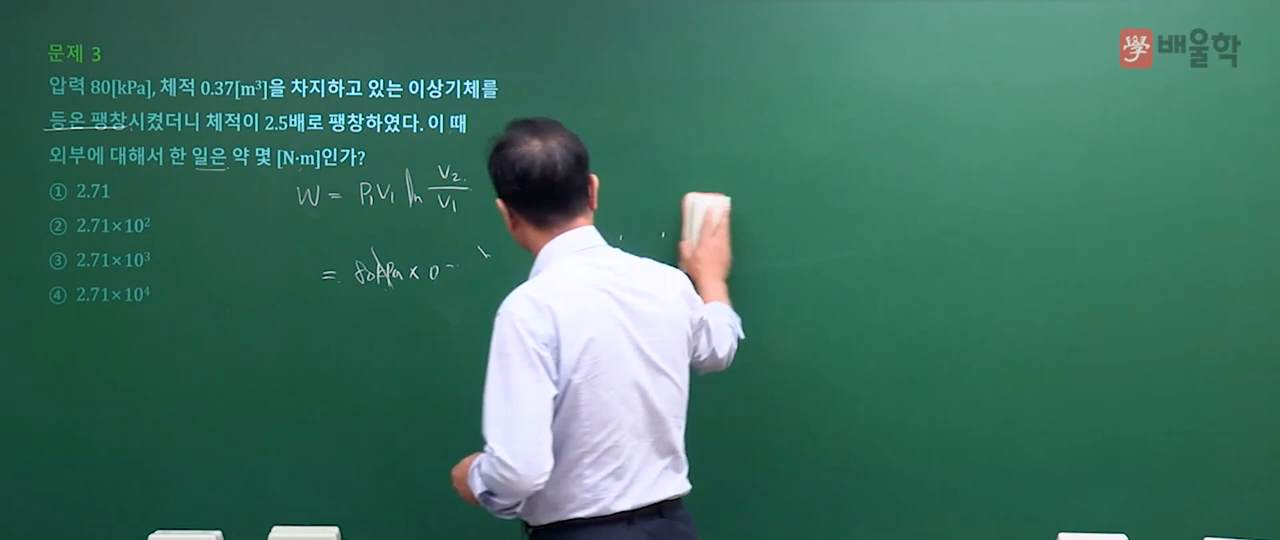 學 배울학
문제 3
압력 80[kPa], 체적 0.37[m³]을 차지하고 있는 이상기체를
등온 팽창시켰더니 체적이 2.5배로 팽창하였다. 이 때
외부에 대해서 한 일은 약 몇 [N·m]인가?
① 2.71
② 2.71×10²
③ 2.71×10³
④ 2.71×10⁴
W = P₁V₁ ln V₂/V₁
= 80kPa × 0